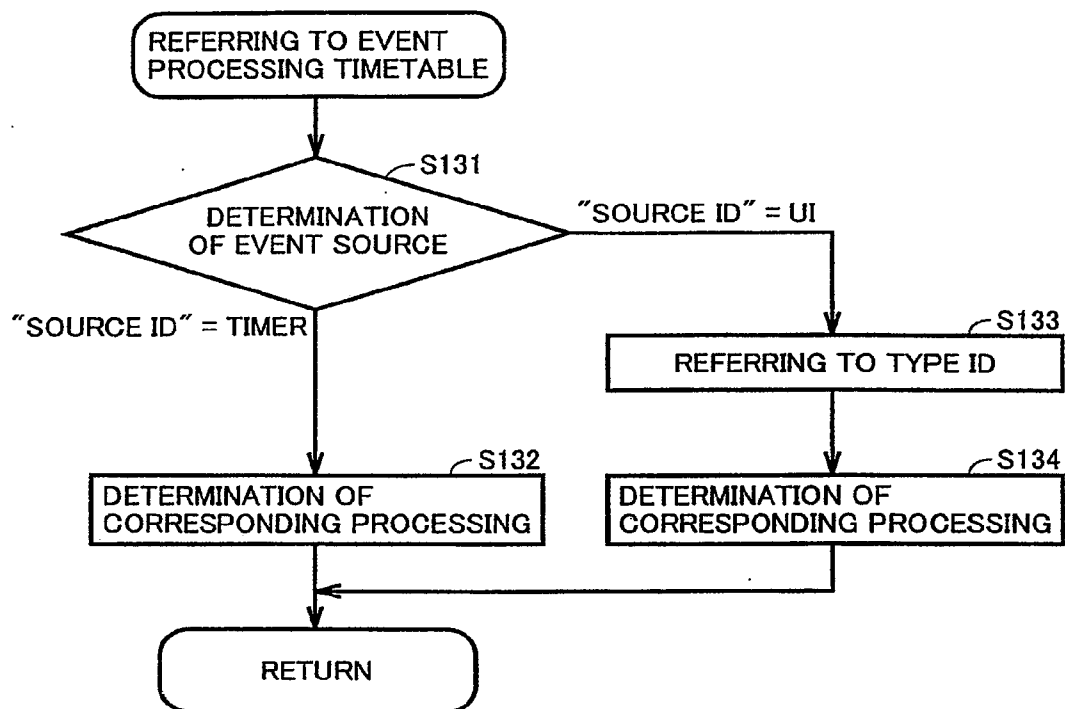 REFERRING TO EVENT
PROCESSING TIMETABLE
S131
DETERMINATION
OF EVENT SOURCE
"SOURCE ID" = UI
"SOURCE ID" = TIMER
S133
REFERRING TO TYPE ID
S132
DETERMINATION OF
CORRESPONDING PROCESSING
S134
DETERMINATION OF
CORRESPONDING PROCESSING
RETURN